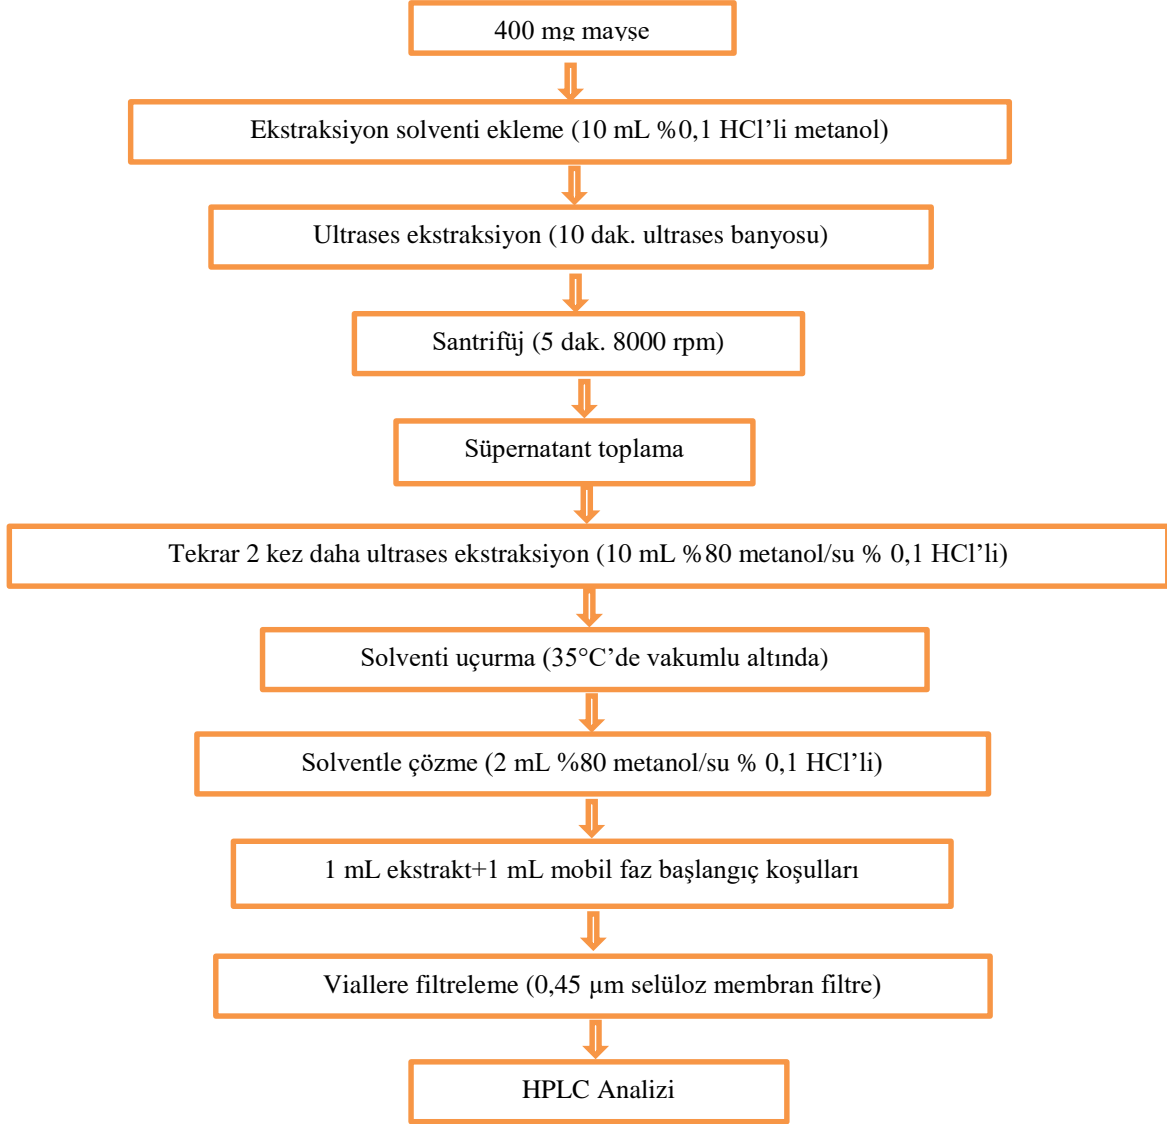 400 mg mayşe
Ekstraksiyon solventi ekleme (10 mL %0,1 HCl’li metanol)
Ultrases ekstraksiyon (10 dak. ultrases banyosu)
Santrifüj (5 dak. 8000 rpm)
Süpernatant toplama
Tekrar 2 kez daha ultrases ekstraksiyon (10 mL %80 metanol/su % 0,1 HCl’li)
Solventi uçurma (35°C’de vakumlu altında)
Solventle çözme (2 mL %80 metanol/su % 0,1 HCl’li)
1 mL ekstrakt+1 mL mobil faz başlangıç koşulları
Viallere filtreleme (0,45 µm selüloz membran filtre)
HPLC Analizi